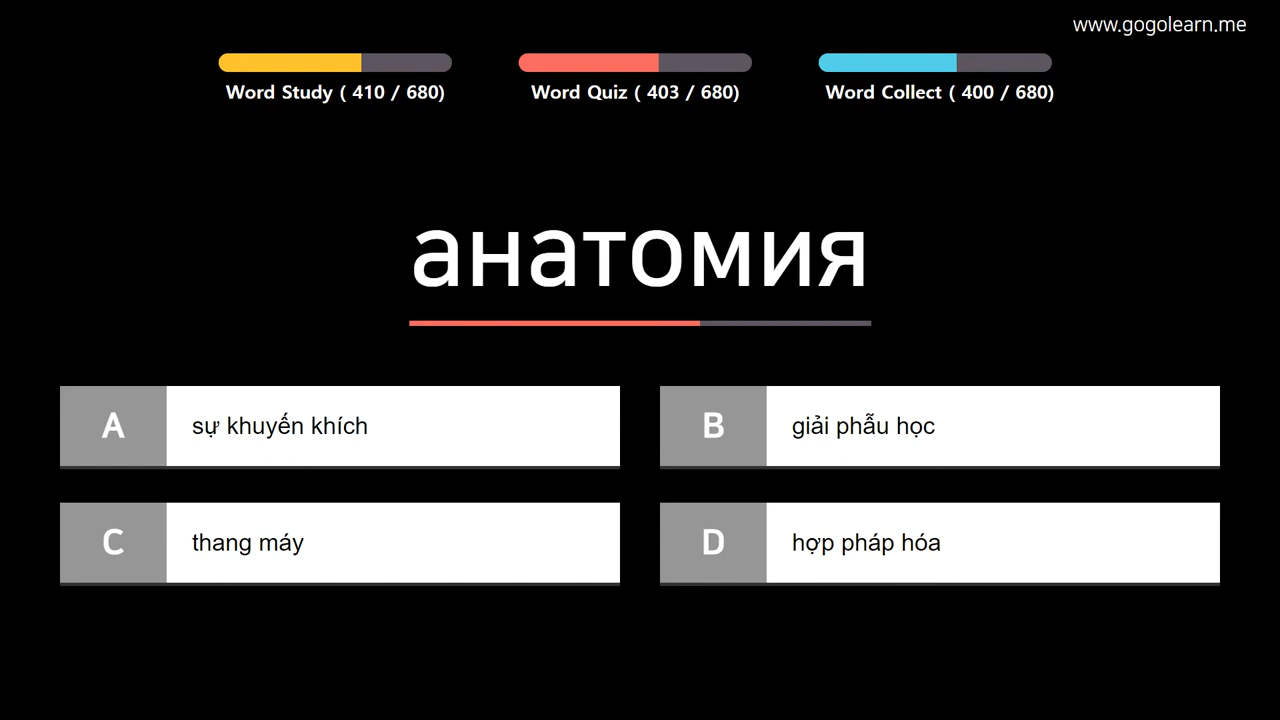 www.gogolearn.me
Word Study ( 410 / 680)
Word Quiz ( 403 / 680)
Word Collect ( 400 / 680)
анатомия
A sự khuyến khích
B giải phẫu học
C thang máy
D hợp pháp hóa